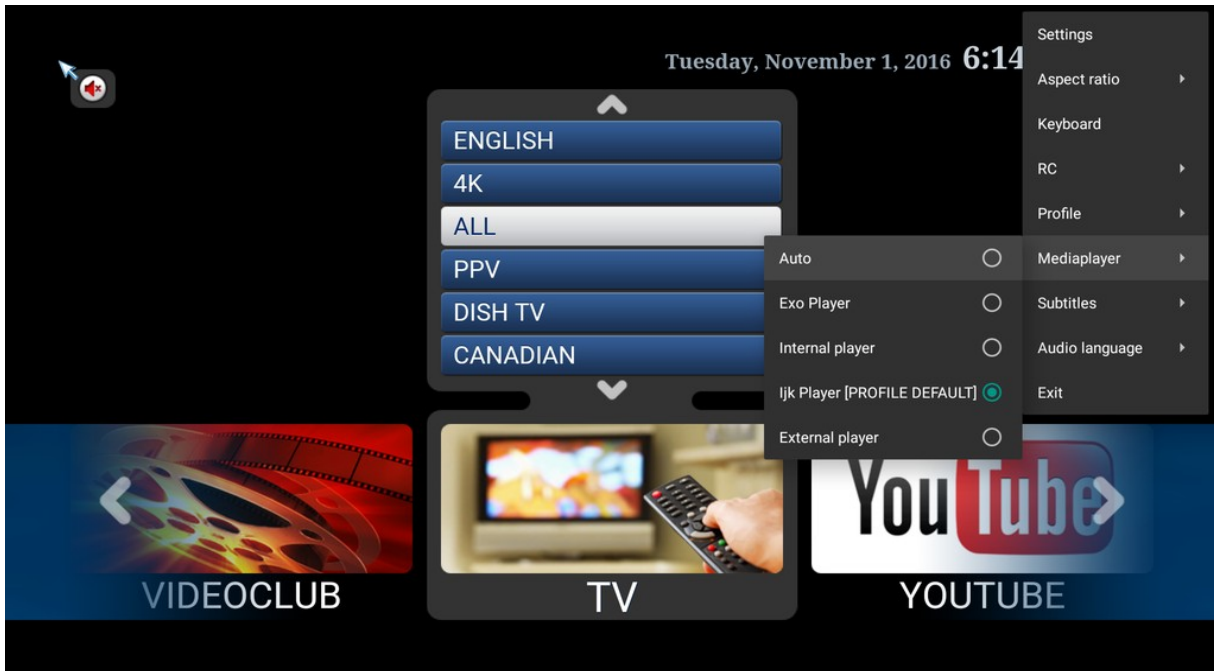 Tuesday, November 1, 2016 6:14
ENGLISH
4K
ALL
PPV
DISH TV
CANADIAN
Settings
Aspect ratio
Keyboard
RC
Profile
Mediaplayer
Subtitles
Audio language
Exit
Auto
Exo Player
Internal player
Ijk Player [PROFILE DEFAULT]
External player
You Tube
VIDEOCLUB
TV
YOUTUBE